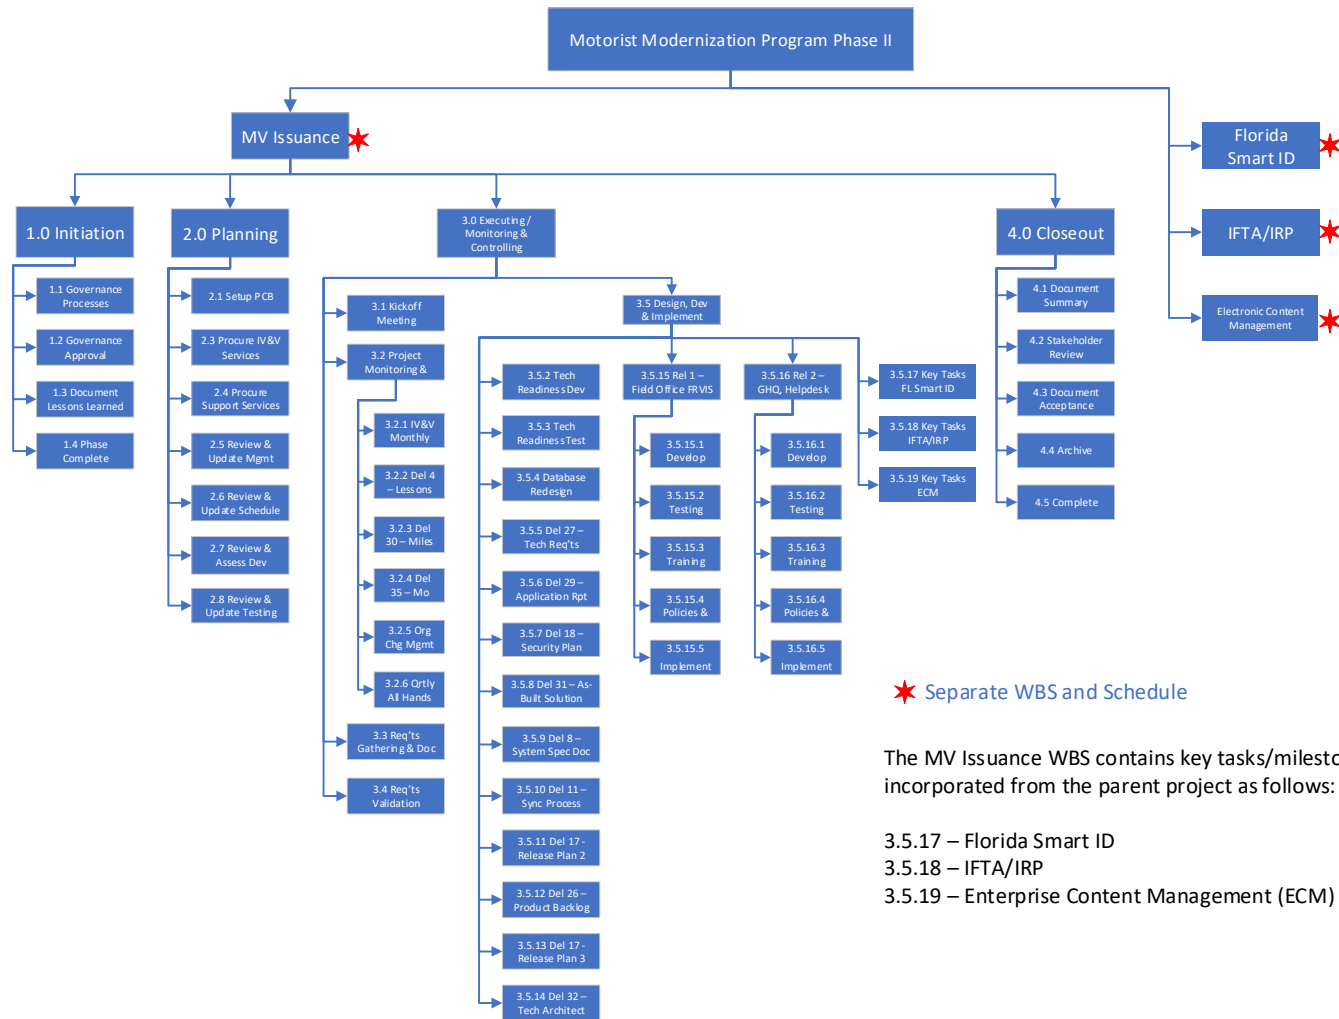 Motorist Modernization Program Phase II
MV Issuance
Florida
Smart ID
IFTA/IRP
Electronic Content
Management
1.0 Initiation
1.1 Governance
Processes
1.2 Governance
Approval
1.3 Document
Lessons Learned
1.4 Phase
Complete
2.0 Planning
2.1 Setup PCB
2.3 Procure IV&V
Services
2.4 Procure
Support Services
2.5 Review &
Update Mgmt
2.6 Review &
Update Schedule
2.7 Review &
Assess Dev
2.8 Review &
Update Testing
3.0 Executing /
Monitoring &
Controlling
3.1 Kickoff
Meeting
3.2 Project
Monitoring &
3.2.1 IV&V
Monthly
3.2.2 Del 4
– Lessons
3.2.3 Del
30 – Miles
3.2.4 Del
35 – Mo
3.2.5 Org
Chg Mgmt
3.2.6 Qrtly
All Hands
3.3 Req’ts
Gathering & Doc
3.4 Req’ts
Validation
3.5 Design, Dev
& Implement
3.5.2 Tech
Readiness Dev
3.5.3 Tech
Readiness Test
3.5.4 Database
Redesign
3.5.5 Del 27 –
Tech Req’ts
3.5.6 Del 29 –
Application Rpt
3.5.7 Del 18 –
Security Plan
3.5.8 Del 31 – As-
Built Solution
3.5.9 Del 8 –
System Spec Doc
3.5.10 Del 11 –
Sync Process
3.5.11 Del 17 -
Release Plan 2
3.5.12 Del 26 –
Product Backlog
3.5.13 Del 17 -
Release Plan 3
3.5.14 Del 32 –
Tech Architect
3.5.15 Rel 1 –
Field Office FRVIS
3.5.15.1
Develop
3.5.15.2
Testing
3.5.15.3
Training
3.5.15.4
Policies &
3.5.15.5
Implement
3.5.16 Rel 2 –
GHQ, Helpdesk
3.5.16.1
Develop
3.5.16.2
Testing
3.5.16.3
Training
3.5.16.4
Policies &
3.5.16.5
Implement
3.5.17 Key Tasks
FL Smart ID
3.5.18 Key Tasks
IFTA/IRP
3.5.19 Key Tasks
ECM
4.0 Closeout
4.1 Document
Summary
4.2 Stakeholder
Review
4.3 Document
Acceptance
4.4 Archive
4.5 Complete
Separate WBS and Schedule
The MV Issuance WBS contains key tasks/milesto
incorporated from the parent project as follows:
3.5.17 – Florida Smart ID
3.5.18 – IFTA/IRP
3.5.19 – Enterprise Content Management (ECM)